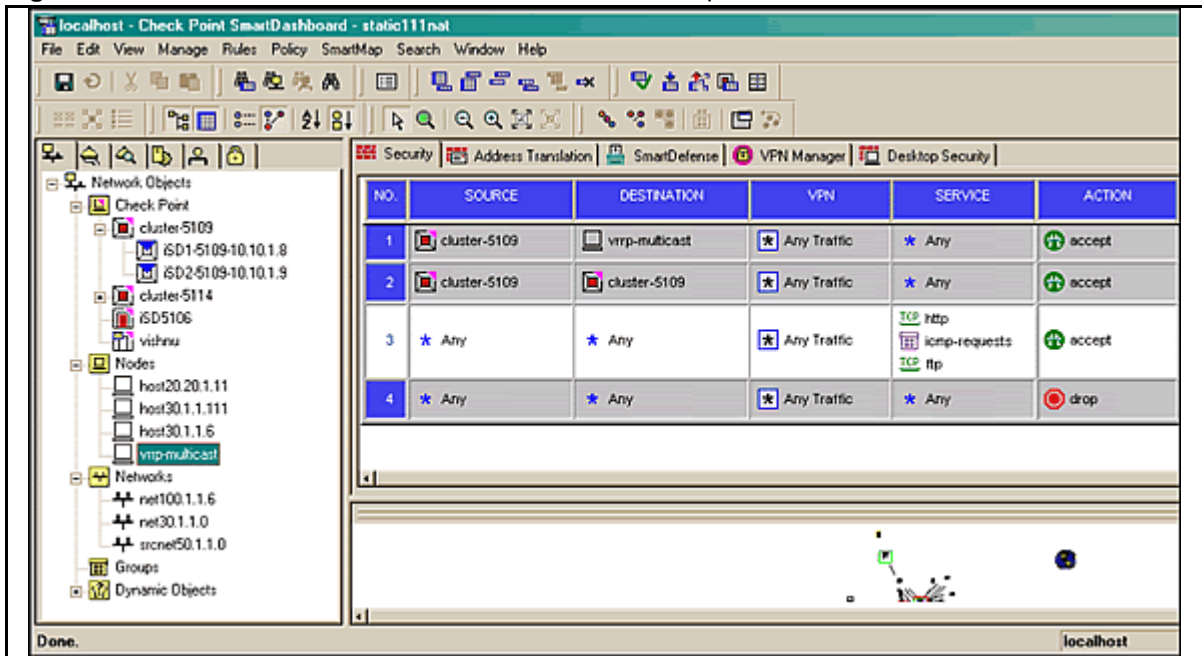 localhost - Check Point SmartDashboard - static111nat
File Edit View Manage Rules Policy SmartMap Search Window Help
Security Address Translation SmartDefense VPN Manager Desktop Security
Network Objects
Check Point
cluster-5109
iSD1-5109-10.10.1.8
iSD2-5109-10.10.1.9
cluster-5114
iSD5106
vishnu
Nodes
host20.20.1.11
host30.1.1.111
host30.1.1.6
vrrp-multicast
Networks
net100.1.1.6
net30.1.1.0
srcnet50.1.1.0
Groups
Dynamic Objects
NO. SOURCE DESTINATION VPN SERVICE ACTION
1 cluster-5109 vrrp-multicast Any Traffic Any accept
2 cluster-5109 cluster-5109 Any Traffic Any accept
3 Any Any Any Traffic TCP http accept
icmp-requests
TCP ftp
4 Any Any Any Traffic Any drop
Done. localhost